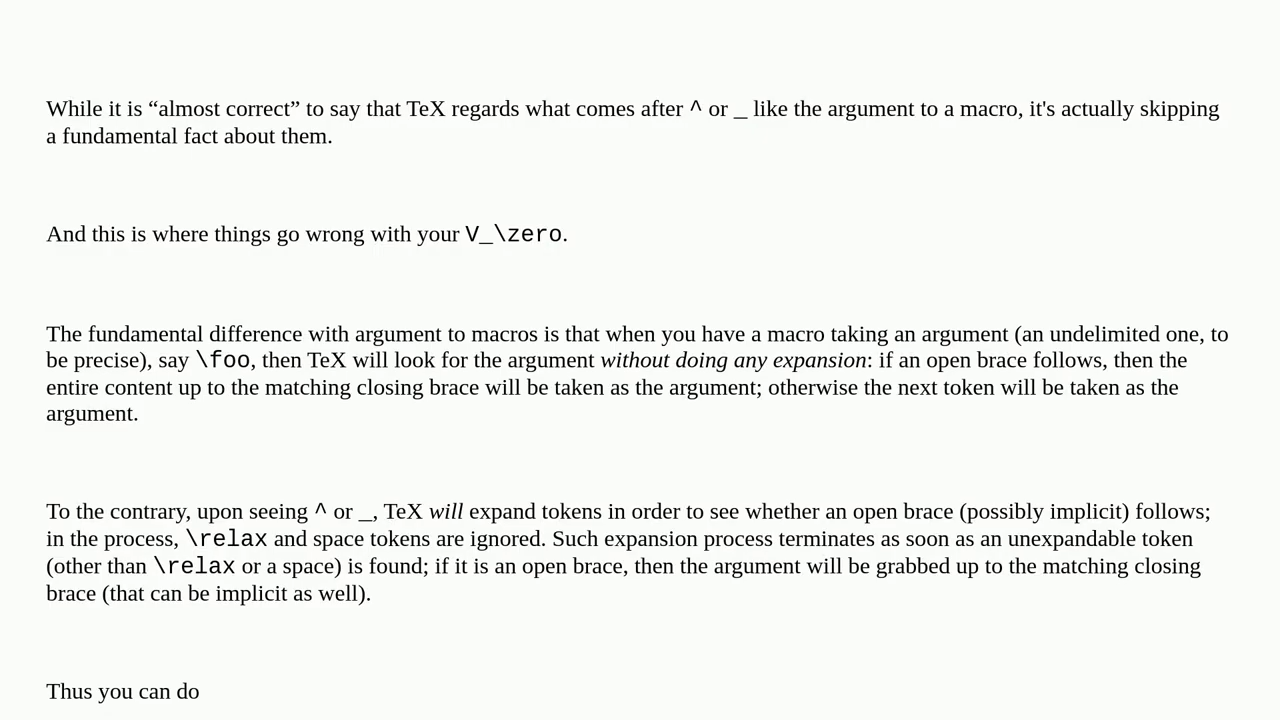 While it is “almost correct” to say that TeX regards what comes after ^ or _ like the argument to a macro, it's actually skipping
a fundamental fact about them.
And this is where things go wrong with your V_\zero.
The fundamental difference with argument to macros is that when you have a macro taking an argument (an undelimited one, to
be precise), say \foo, then TeX will look for the argument without doing any expansion: if an open brace follows, then the
entire content up to the matching closing brace will be taken as the argument; otherwise the next token will be taken as the
argument.
To the contrary, upon seeing ^ or _, TeX will expand tokens in order to see whether an open brace (possibly implicit) follows;
in the process, \relax and space tokens are ignored. Such expansion process terminates as soon as an unexpandable token
(other than \relax or a space) is found; if it is an open brace, then the argument will be grabbed up to the matching closing
brace (that can be implicit as well).
Thus you can do